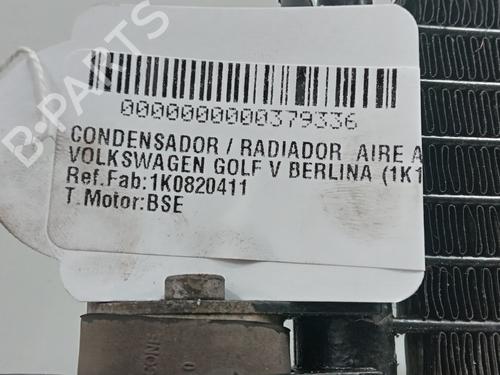 B-PARTS
0000000000379336
CONDENSADOR / RADIADOR AIRE A
VOLKSWAGEN GOLF V BERLINA (1K1
Ref.Fab:1K0820411
T.Motor:BSE